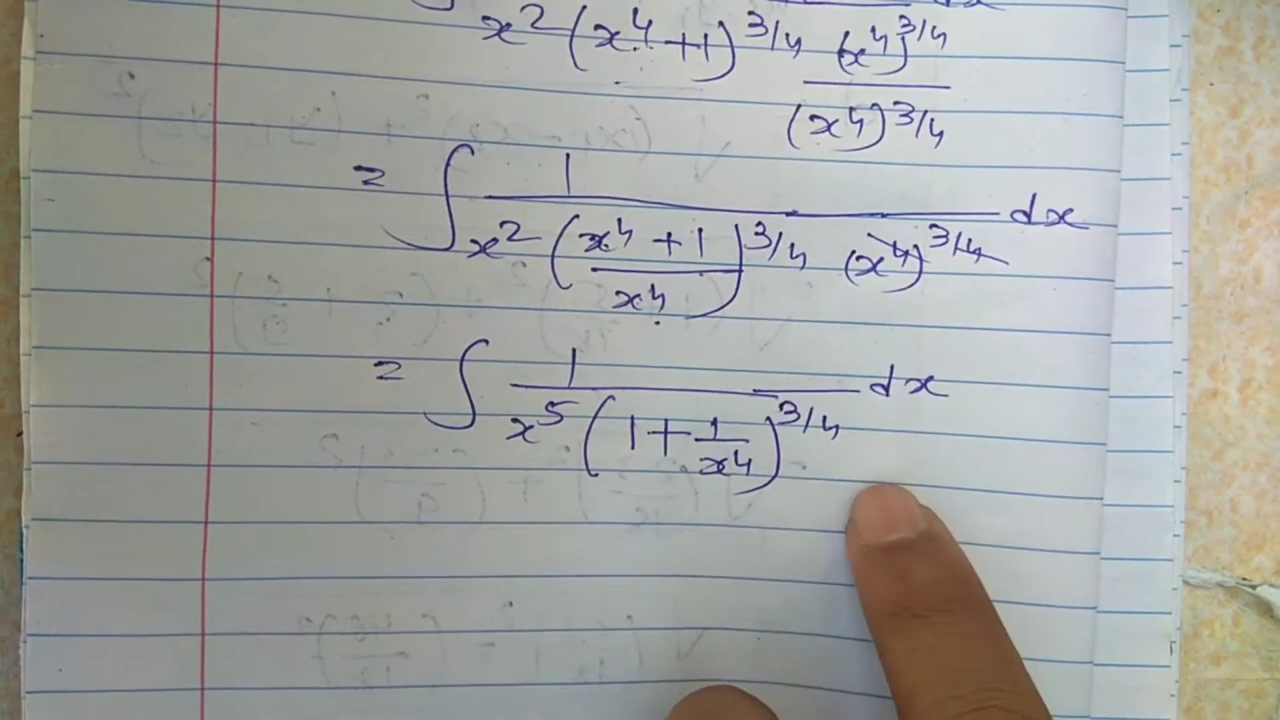 x² (x⁴ + 1)^3/4 (x⁴)^3/4 / (x⁴)^3/4 dx
= ∫ 1 / x² (x⁴ + 1 / x⁴)^3/4 (x⁴)^3/4 dx
= ∫ 1 / x⁵ (1 + 1/x⁴)^3/4 dx